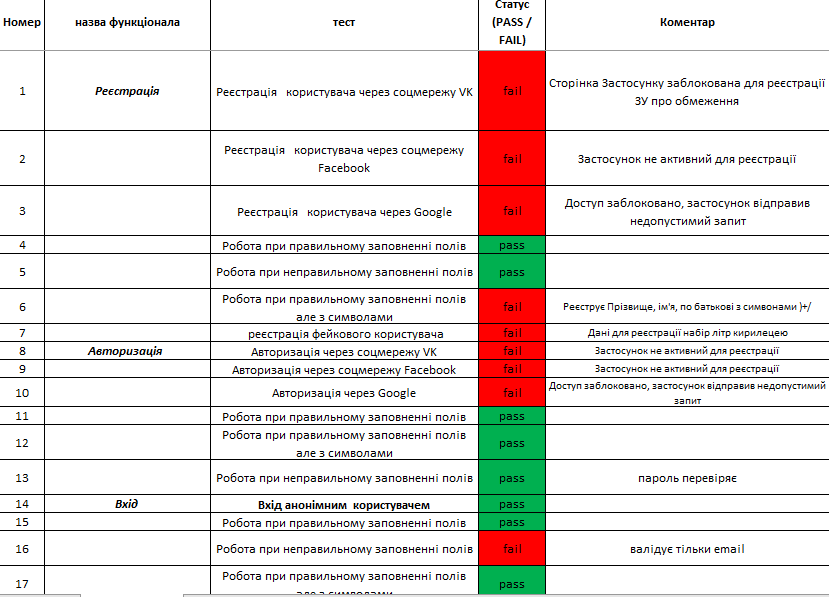 Номер назва функціонала тест Статус (PASS / FAIL) Коментар
1 Реєстрація Реєстрація користувача через соцмережу VK fail Сторінка Застосунку заблокована для реєстрації ЗУ про обмеження
2 Реєстрація користувача через соцмережу Facebook fail Застосунок не активний для реєстрації
3 Реєстрація користувача через Google fail Доступ заблоковано, застосунок відправив недопустимий запит
4 Робота при правильному заповненні полів pass
5 Робота при неправильному заповненні полів pass
6 Робота при правильному заповненні полів але з символами fail Реєструє Прізвище, ім'я, по батькові з симвонами )+/
7 реєстрація фейкового користувача fail Дані для реєстрації набір літр кирилецею
8 Авторизація Авторизація через соцмережу VK fail Застосунок не активний для реєстрації
9 Авторизація через соцмережу Facebook fail Застосунок не активний для реєстрації
10 Авторизація через Google fail Доступ заблоковано, застосунок відправив недопустимий запит
11 Робота при правильному заповненні полів pass
12 Робота при правильному заповненні полів але з символами pass
13 Робота при неправильному заповненні полів pass пароль перевіряє
14 Вхід Вхід анонімним користувачем pass
15 Робота при правильному заповненні полів pass
16 Робота при неправильному заповненні полів fail валідує тільки email
17 Робота при правильному заповненні полів але з символами pass